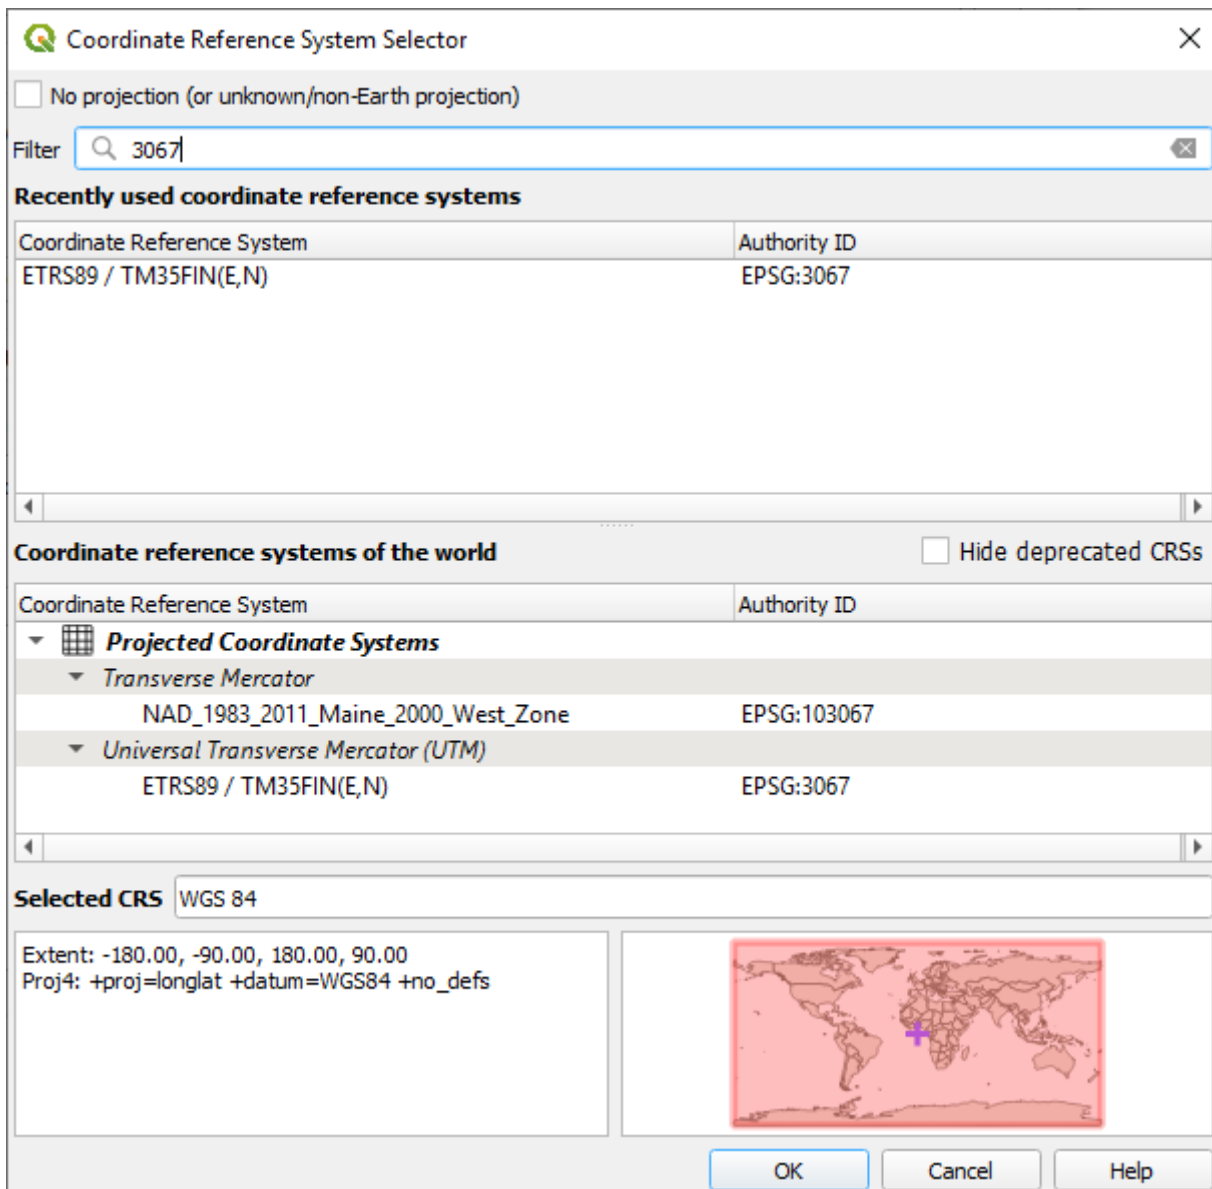 Coordinate Reference System Selector
No projection (or unknown/non-Earth projection)
Filter 3067
Recently used coordinate reference systems
Coordinate Reference System Authority ID
ETRS89 / TM35FIN(E,N) EPSG:3067
Coordinate reference systems of the world Hide deprecated CRSs
Coordinate Reference System Authority ID
Projected Coordinate Systems
Transverse Mercator
NAD_1983_2011_Maine_2000_West_Zone EPSG:103067
Universal Transverse Mercator (UTM)
ETRS89 / TM35FIN(E,N) EPSG:3067
Selected CRS WGS 84
Extent: -180.00, -90.00, 180.00, 90.00
Proj4: +proj=longlat +datum=WGS84 +no_defs
OK Cancel Help